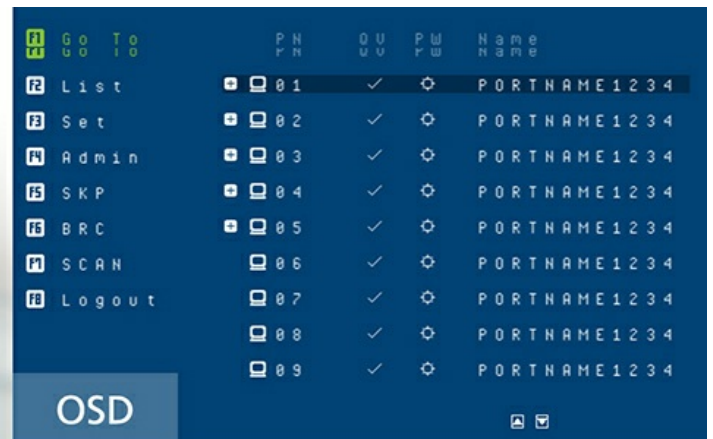 F1 Go To PN QV PW Name
F2 List 01 PORTNAME1234
F3 Set 02 PORTNAME1234
F4 Admin 03 PORTNAME1234
F5 SKP 04 PORTNAME1234
F6 BRC 05 PORTNAME1234
F7 SCAN 06 PORTNAME1234
F8 Logout 07 PORTNAME1234
08 PORTNAME1234
09 PORTNAME1234
OSD